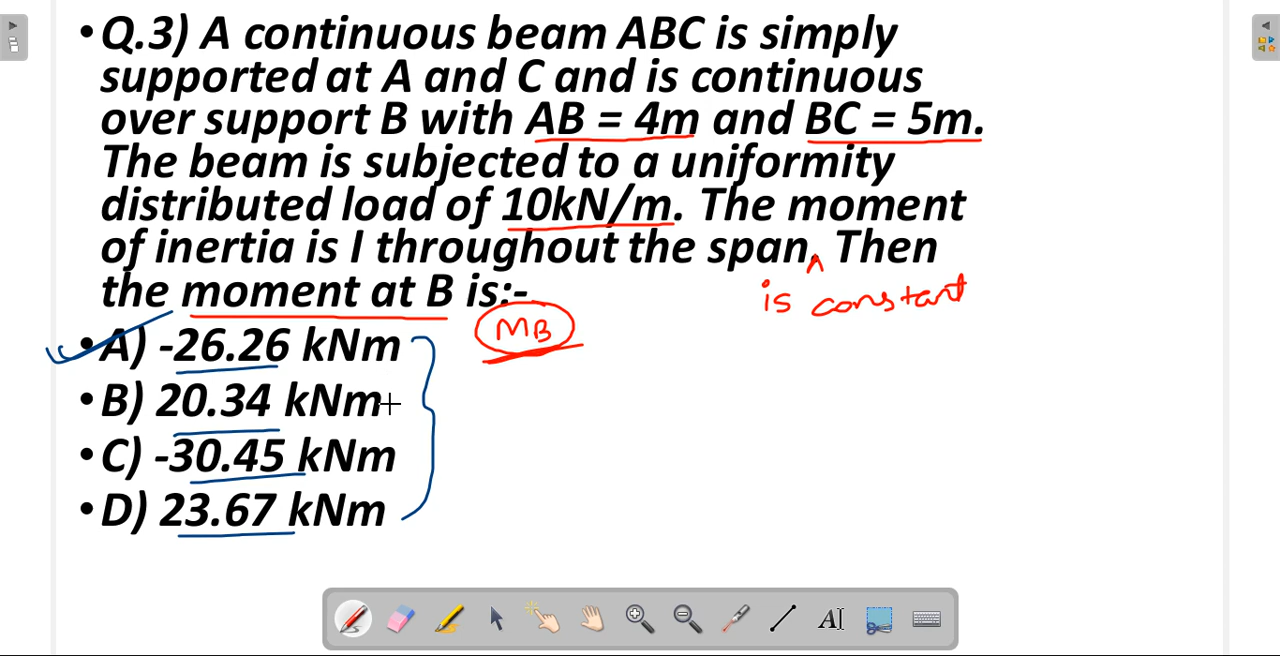 •Q.3) A continuous beam ABC is simply
supported at A and C and is continuous
over support B with AB = 4m and BC = 5m.
The beam is subjected to a uniformity
distributed load of 10kN/m. The moment
of inertia is I throughout the span. Then
is constant
the moment at B is:-
MB
•A) -26.26 kNm
•B) 20.34 kNm
•C) -30.45 kNm
•D) 23.67 kNm
AI